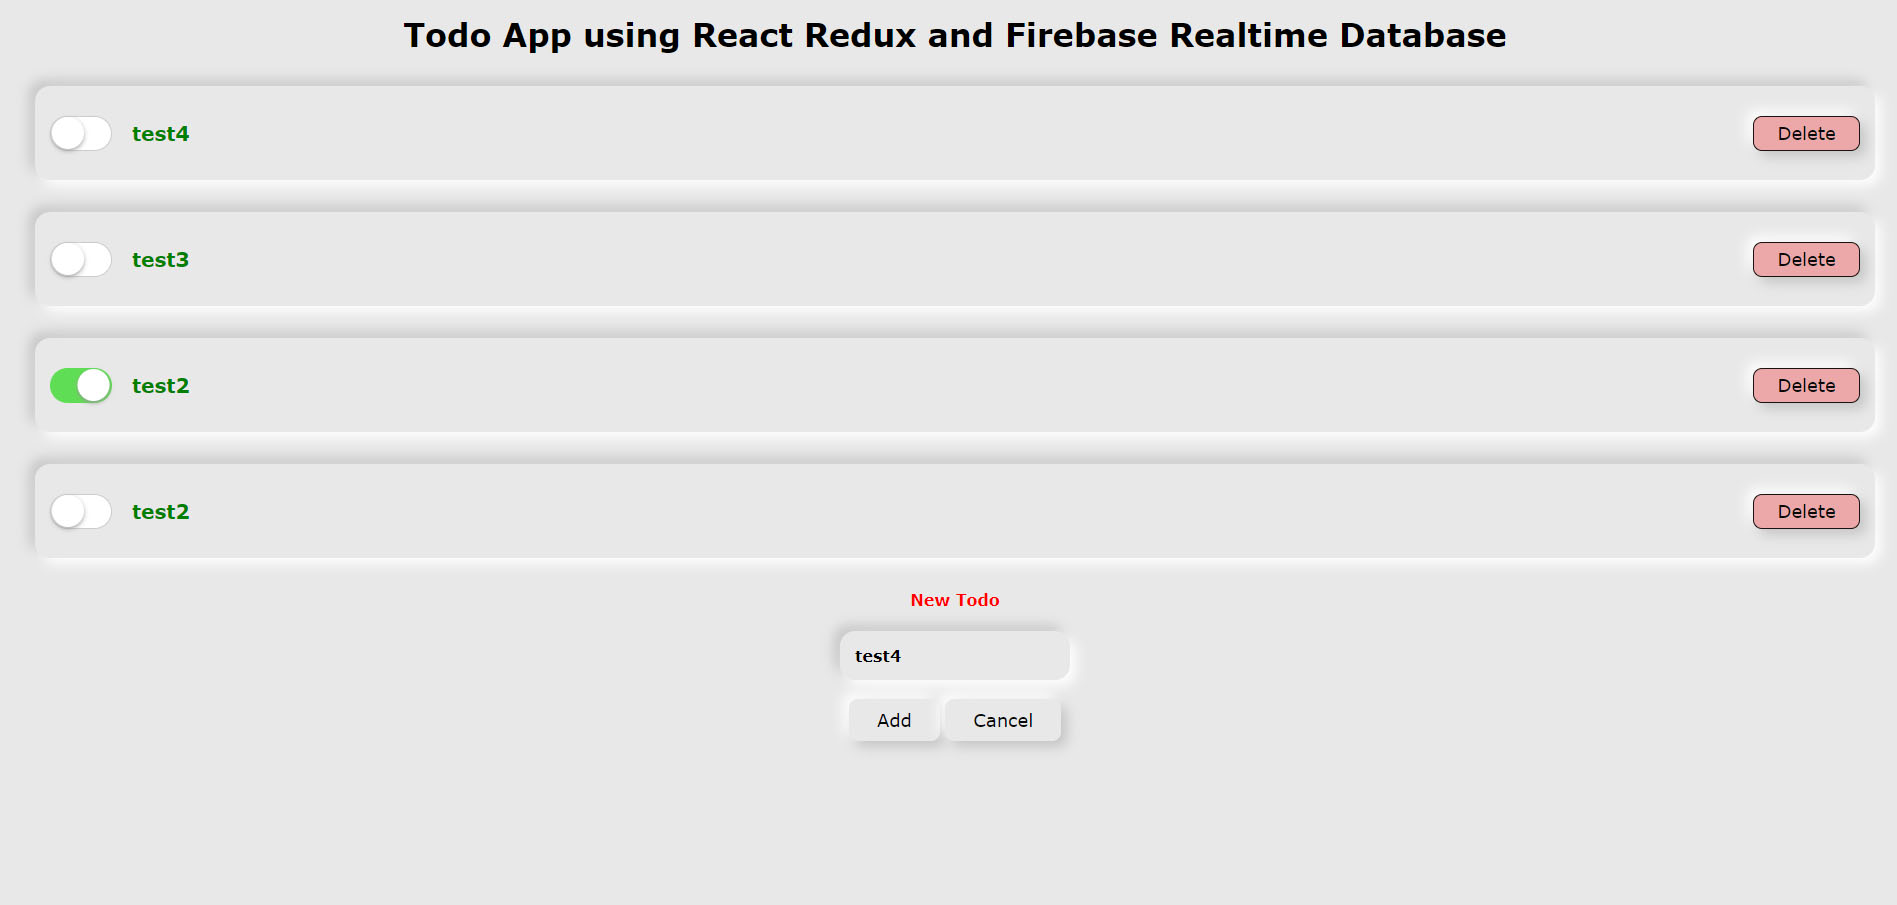 Todo App using React Redux and Firebase Realtime Database
test4 Delete
test3 Delete
test2 Delete
test2 Delete
New Todo
test4
Add Cancel